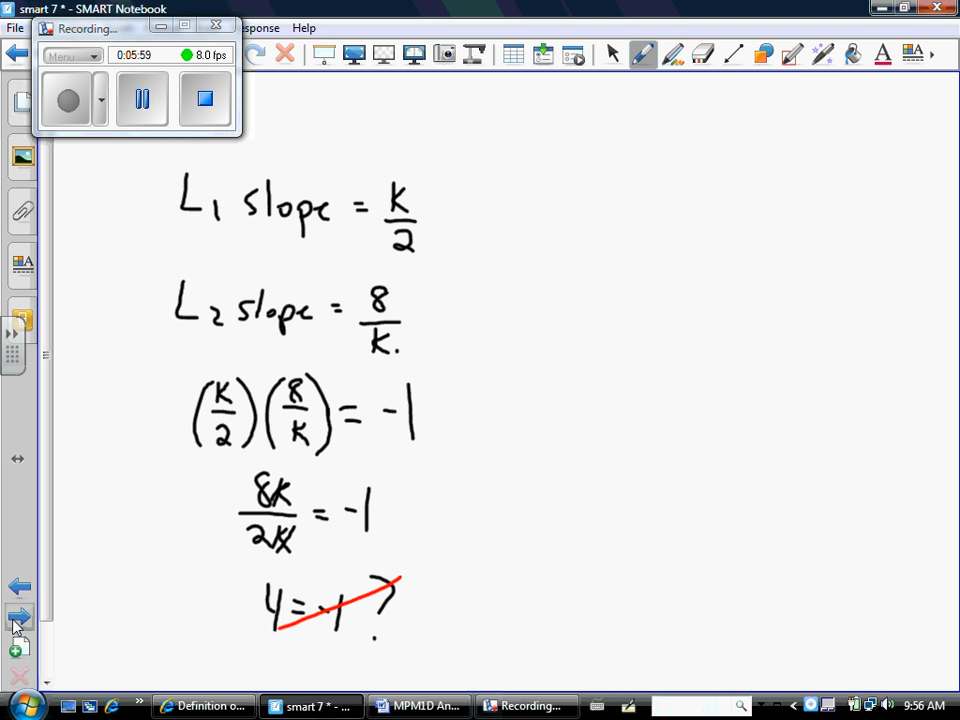 smart 7 * - SMART Notebook
File
esponse Help
Recording...
Menu
0:05:59
8.0 fps
L1 slope = k/2
L2 slope = 8/k.
(k/2)(8/k) = -1
8k/2k = -1
4 = -1 ?
Definition o...
smart 7 * - ...
MPM1D An...
Recording...
9:56 AM